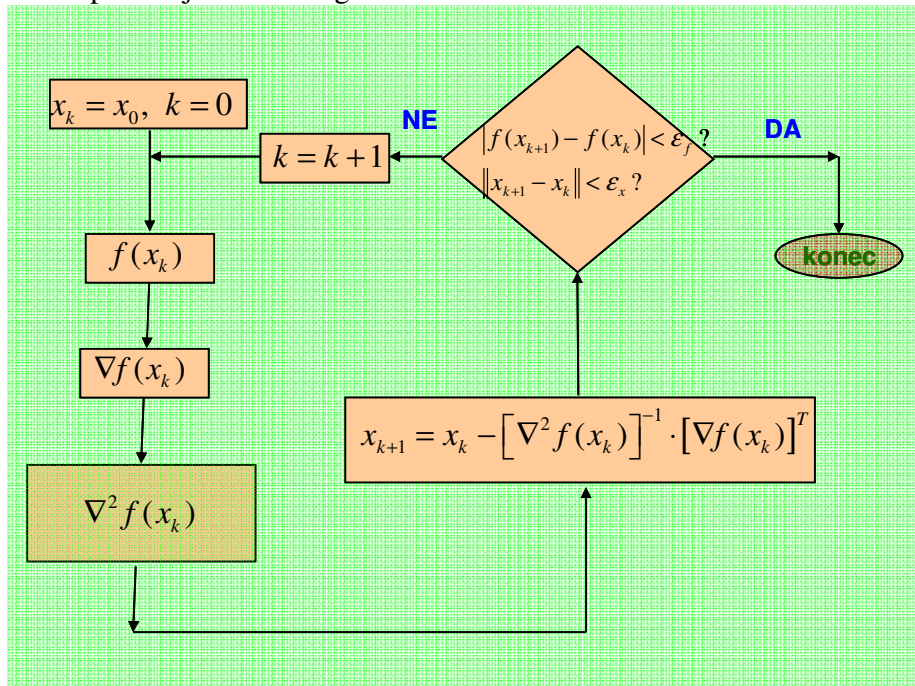 x_k = x_0, k = 0
f(x_k)
∇f(x_k)
∇²f(x_k)
x_{k+1} = x_k − [∇²f(x_k)]^{-1} · [∇f(x_k)]^T
|f(x_{k+1}) − f(x_k)| < ε_f ?
‖x_{k+1} − x_k‖ < ε_x ?
NE
k = k + 1
DA
konec